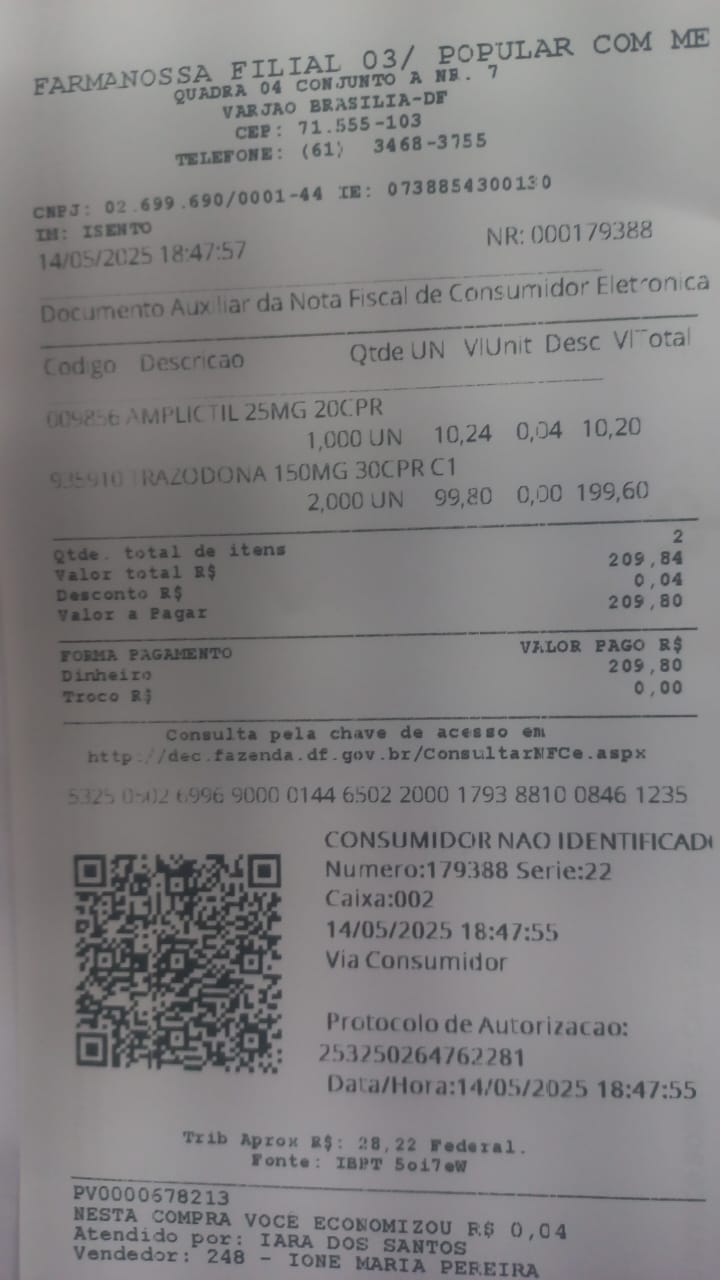 FARMANOSSA FILIAL 03/ POPULAR COM ME
QUADRA 04 CONJUNTO A NR. 7
VARJAO BRASILIA-DF
CEP: 71.555-103
TELEFONE: (61) 3468-3755
CNPJ: 02.699.690/0001-44 IE: 0738854300130
IM: ISENTO
14/05/2025 18:47:57 NR: 000179388
Documento Auxiliar da Nota Fiscal de Consumidor Eletronica
Codigo Descricao Qtde UN VlUnit Desc VlTotal
009856 AMPLICTIL 25MG 20CPR
1,000 UN 10,24 0,04 10,20
935910 TRAZODONA 150MG 30CPR C1
2,000 UN 99,80 0,00 199,60
Qtde. total de itens 2
Valor total R$ 209,84
Desconto R$ 0,04
Valor a Pagar 209,80
FORMA PAGAMENTO VALOR PAGO R$
Dinheiro 209,80
Troco R$ 0,00
Consulta pela chave de acesso em
http://dec.fazenda.df.gov.br/ConsultarNFCe.aspx
5325 0502 6996 9000 0144 6502 2000 1793 8810 0846 1235
CONSUMIDOR NAO IDENTIFICADO
Numero:179388 Serie:22
Caixa:002
14/05/2025 18:47:55
Via Consumidor
Protocolo de Autorizacao:
253250264762281
Data/Hora:14/05/2025 18:47:55
Trib Aprox R$: 28,22 Federal.
Fonte: IBPT 5oi7eW
PV0000678213
NESTA COMPRA VOCE ECONOMIZOU R$ 0,04
Atendido por: IARA DOS SANTOS
Vendedor: 248 - IONE MARIA PEREIRA